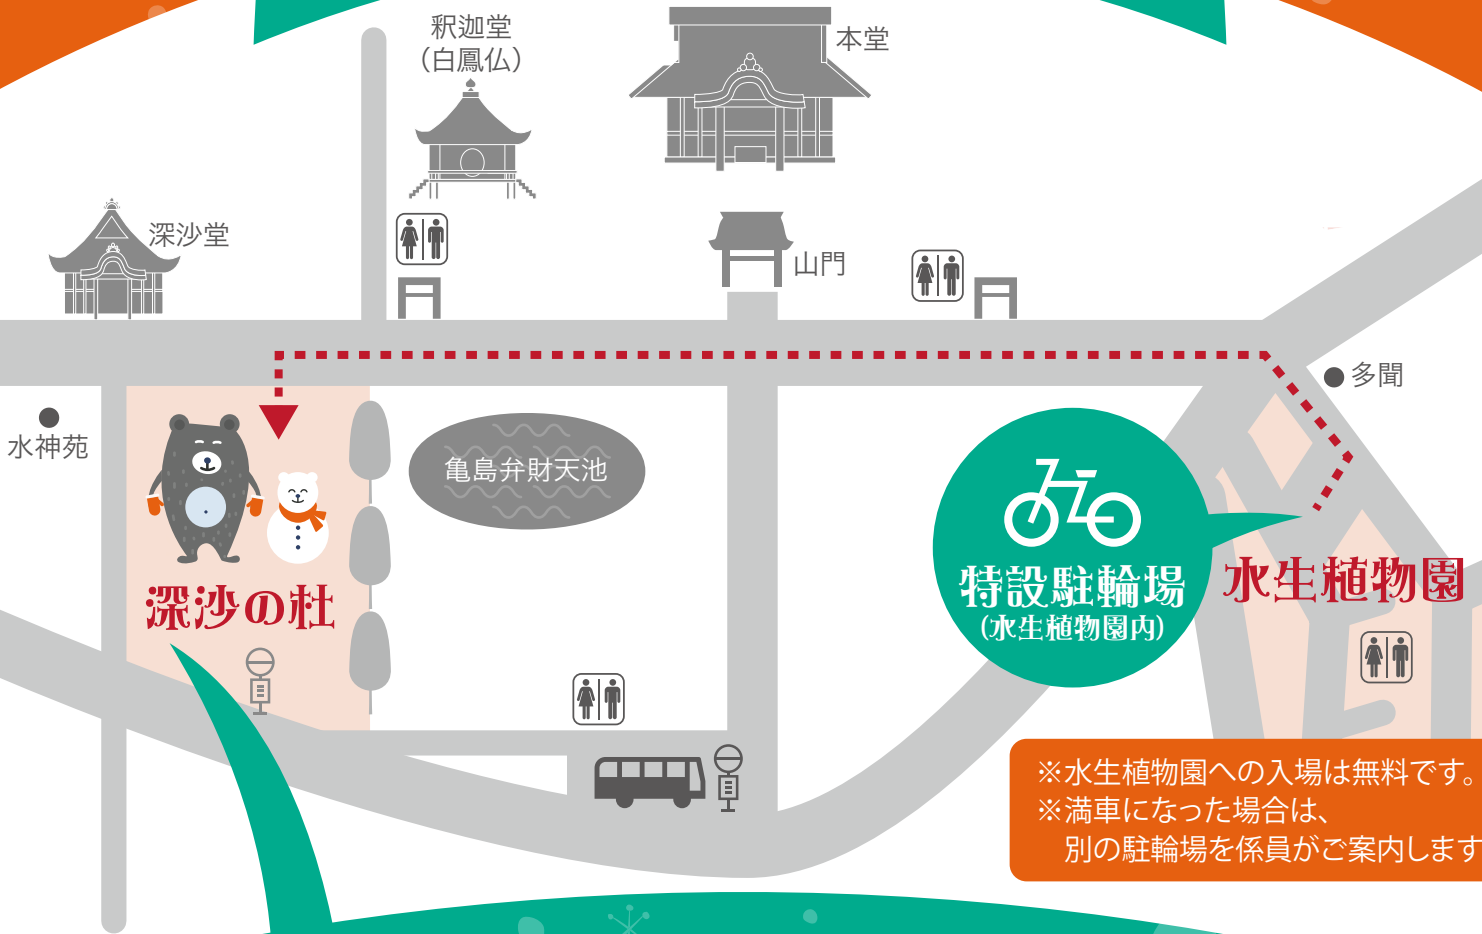 釈迦堂
（白鳳仏）
本堂
深沙堂
山門
多聞
水神苑
亀島弁財天池
深沙の杜
特設駐輪場
（水生植物園内）
水生植物園
※水生植物園への入場は無料です。
※満車になった場合は、
別の駐輪場を係員がご案内します